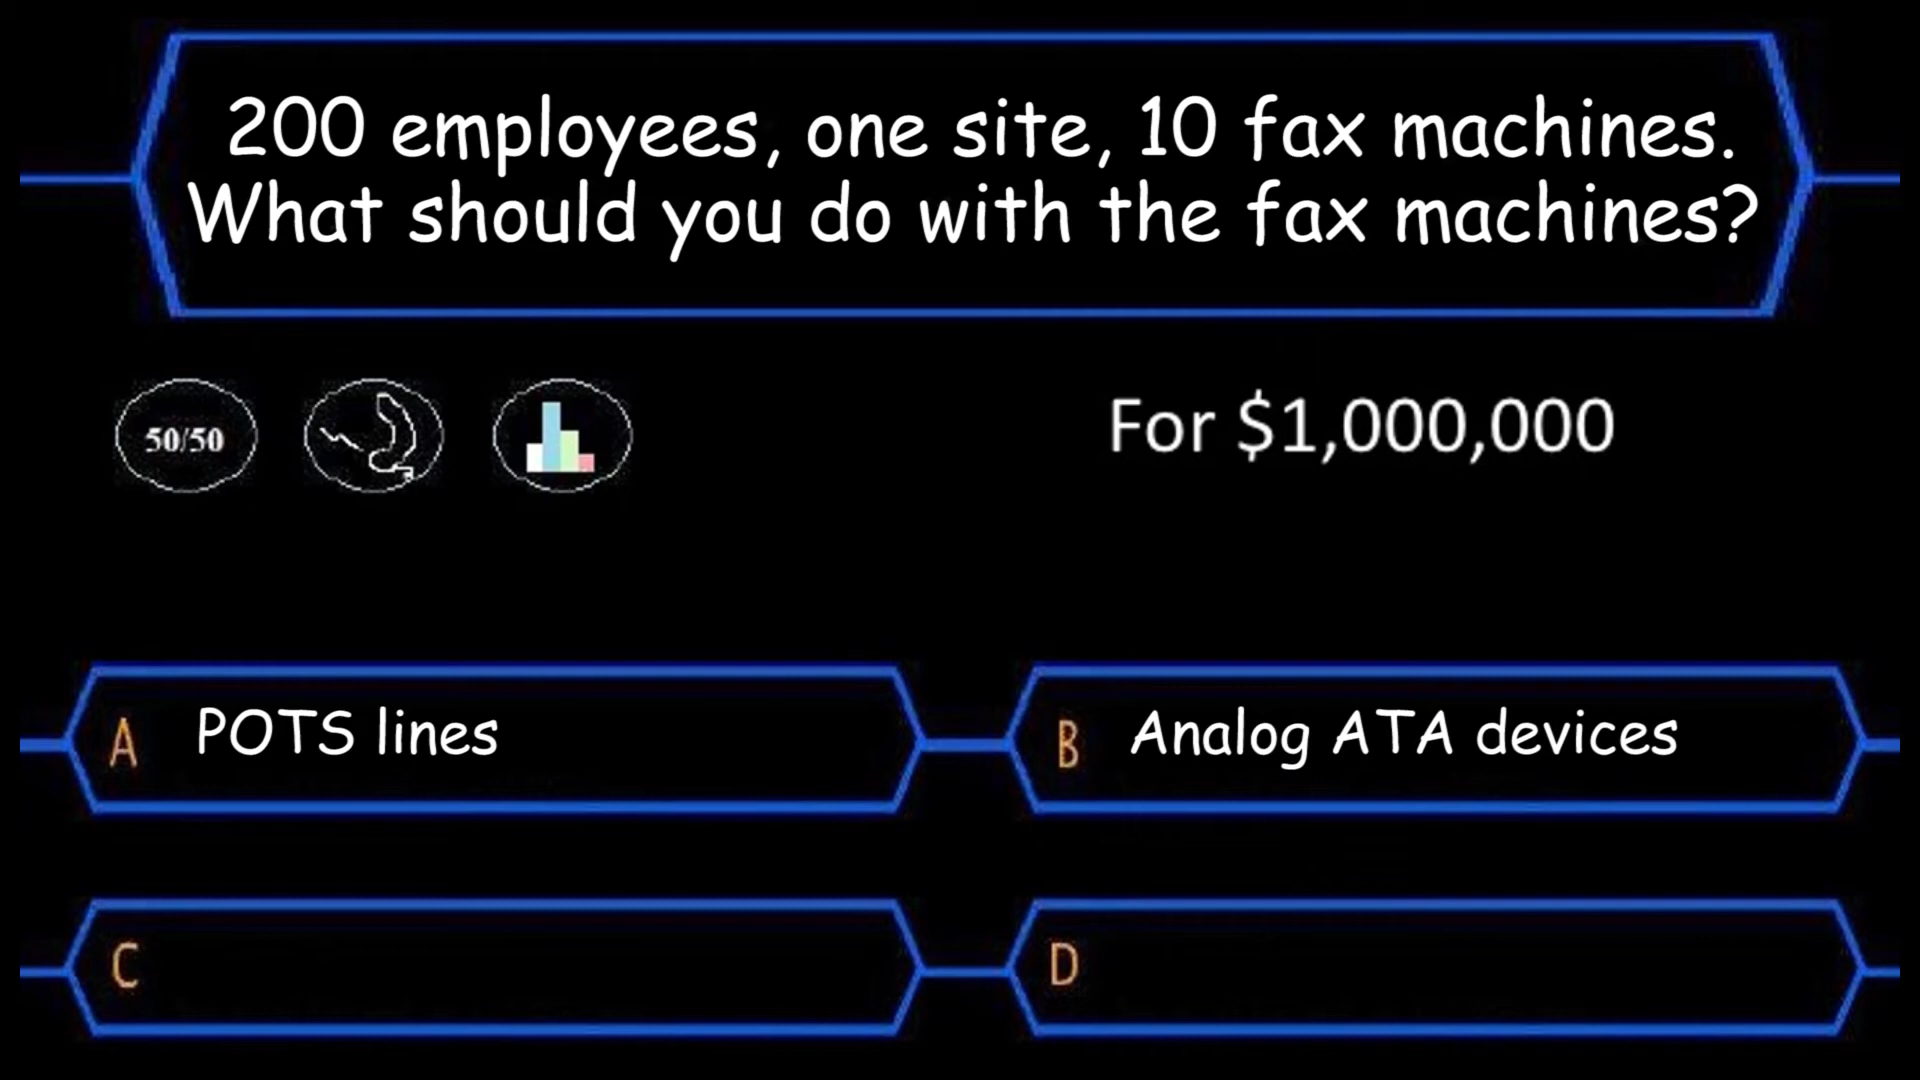 200 employees, one site, 10 fax machines.
What should you do with the fax machines?
50/50
For $1,000,000
A POTS lines
B Analog ATA devices
C
D